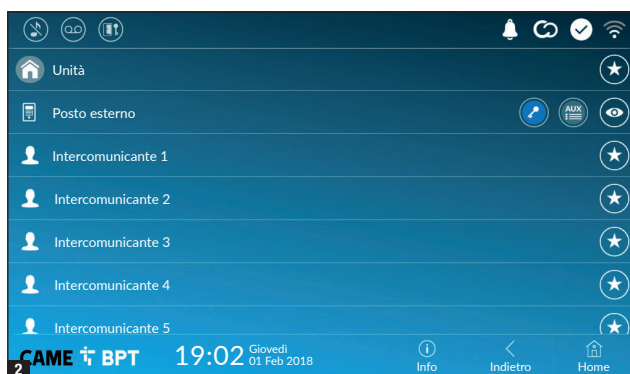 Unità
Posto esterno
AUX
Intercomunicante 1
Intercomunicante 2
Intercomunicante 3
Intercomunicante 4
Intercomunicante 5
2
CAME BPT
19:02
Giovedì
01 Feb 2018
Info
Indietro
Home